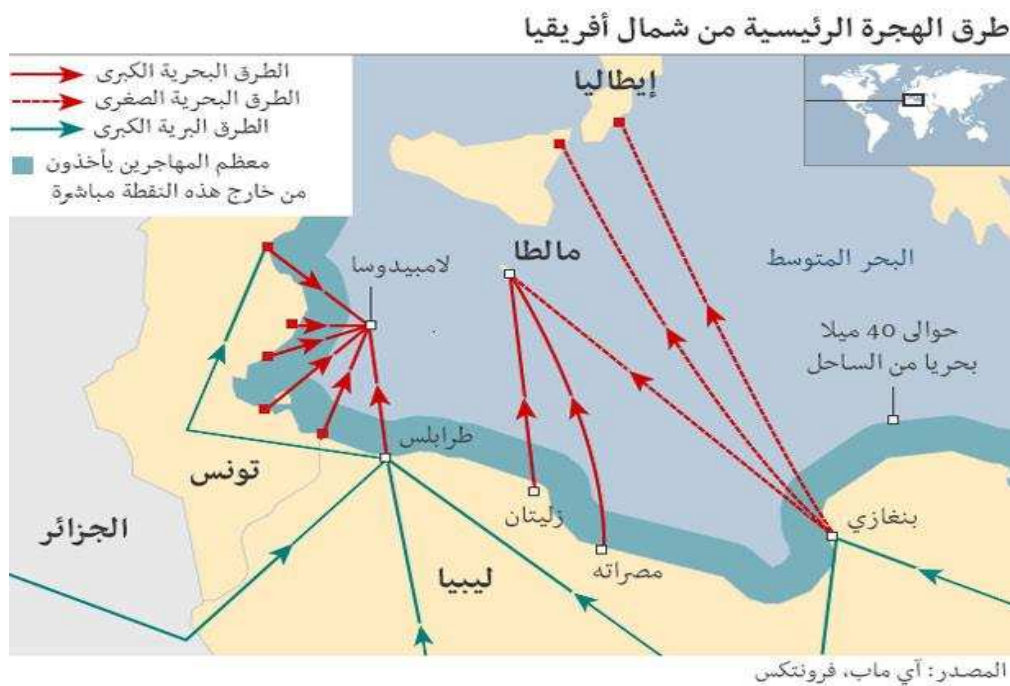 طرق الهجرة الرئيسية من شمال أفريقيا
الطرق البحرية الكبرى
الطرق البحرية الصغرى
الطرق البرية الكبرى
معظم المهاجرين يأخذون
من خارج هذه النقطة مباشرة
إيطاليا
مالطا
لامبيدوسا
البحر المتوسط
حوالى 40 ميلا
بحريا من الساحل
طرابلس
تونس
الجزائر
زليتان
بنغازي
مصراته
ليبيا
المصدر: آي ماب، فرونتكس